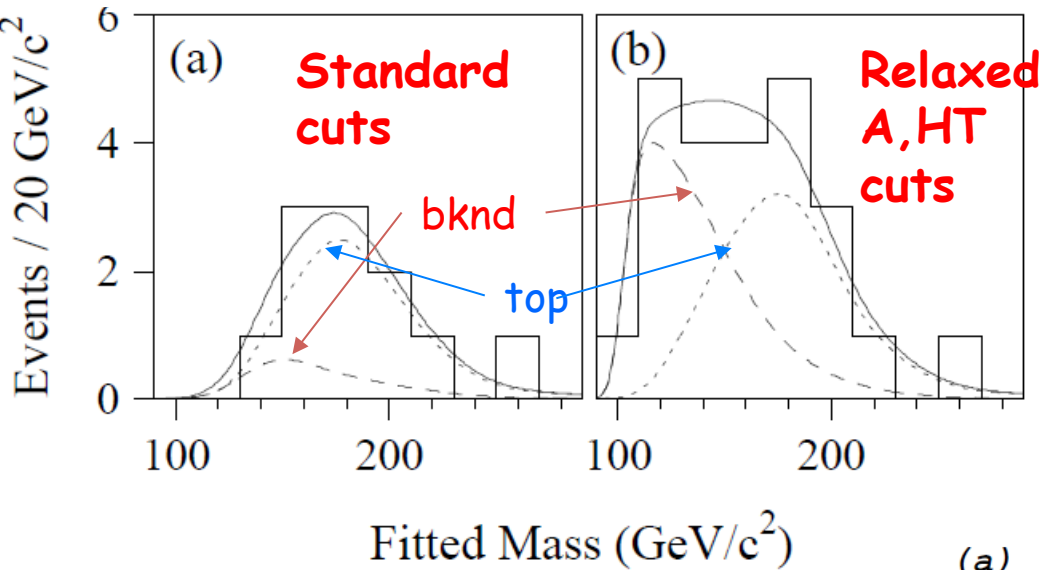 6
4
2
0
Events / 20 GeV/c²
(a)
Standard
cuts
(b)
Relaxed
A,HT
cuts
bknd
top
100
200
100
200
Fitted Mass (GeV/c²)
(a)